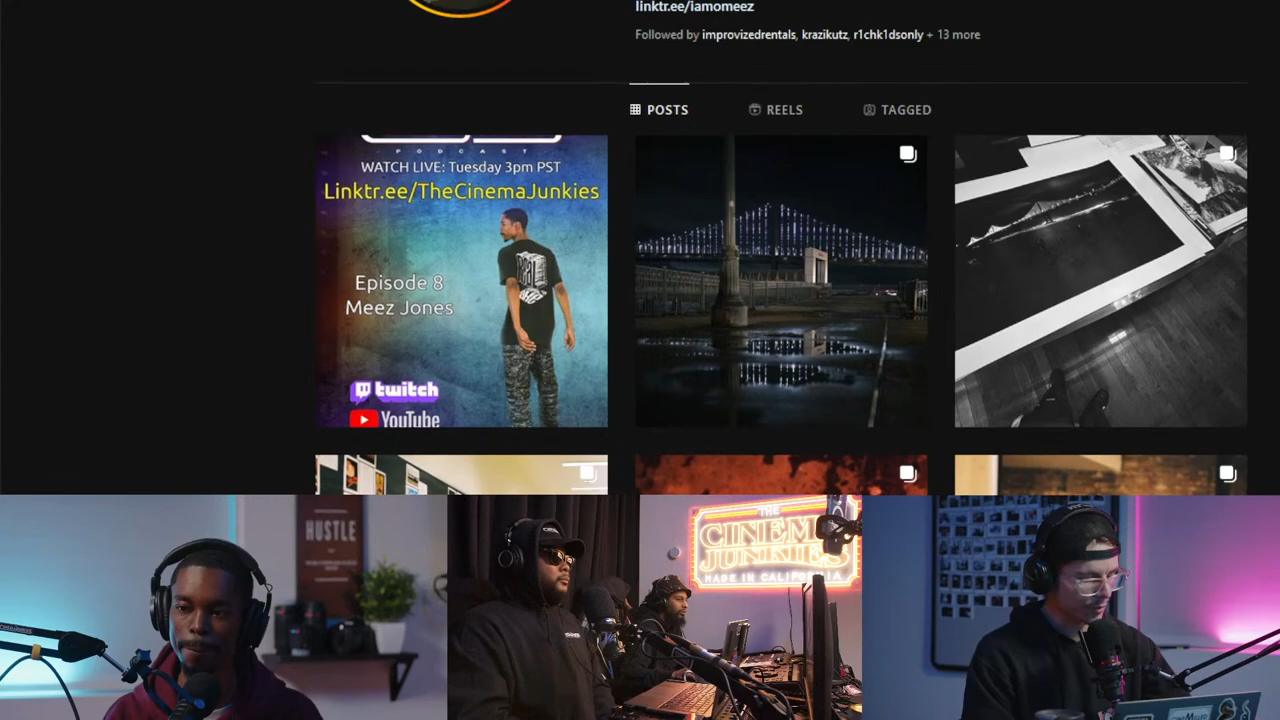 linktr.ee/iamomeez
Followed by improvizedrentals, krazikutz, r1chk1dsonly + 13 more
POSTS
REELS
TAGGED
PODCAST
WATCH LIVE: Tuesday 3pm PST
Linktr.ee/TheCinemaJunkies
Episode 8
Meez Jones
twitch
YouTube
HUSTLE
THE
CINEMA
JUNKIES
MADE IN CALIFORNIA